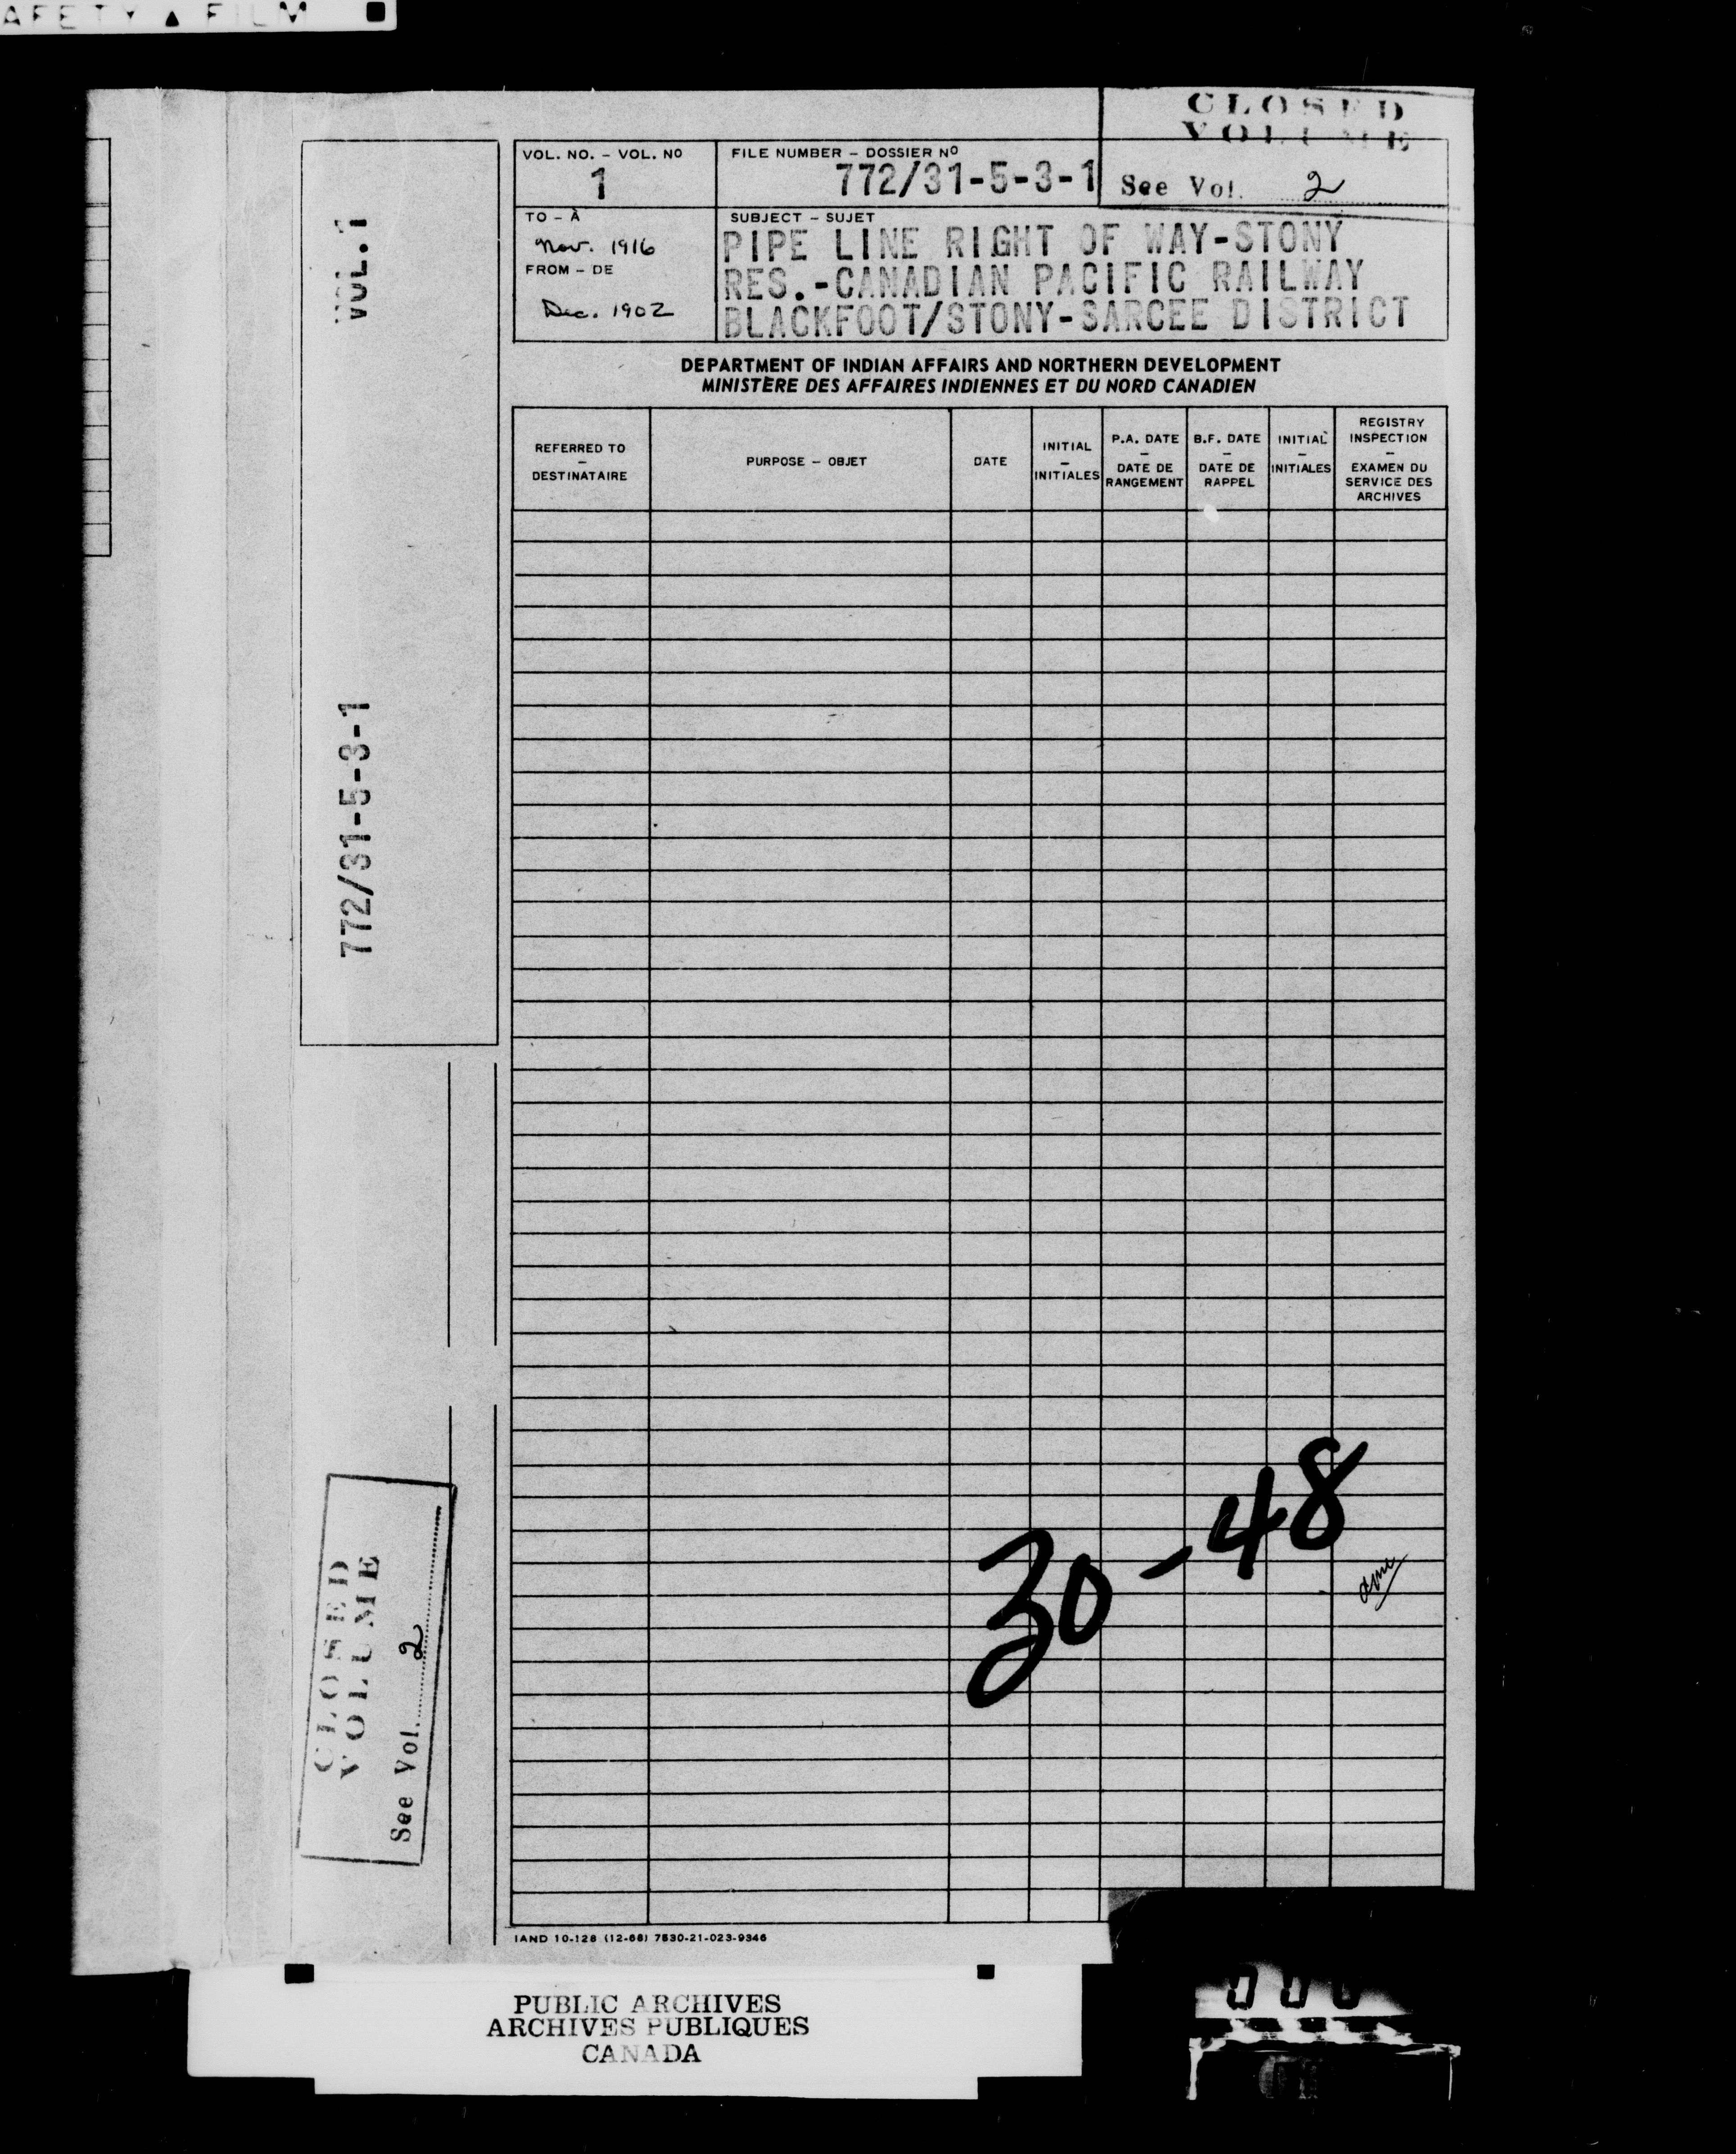 AFETY ▲ FILM
CLOSED
VOLUME
See Vol. 2
VOL. NO. – VOL. NO
1
FILE NUMBER – DOSSIER NO
772/31-5-3-1
TO – À
Nov. 1916
FROM – DE
Dec. 1902
SUBJECT – SUJET
PIPE LINE RIGHT OF WAY-STONY
RES.-CANADIAN PACIFIC RAILWAY
BLACKFOOT/STONY-SARCEE DISTRICT
VOL.1
772/31-5-3-1
DEPARTMENT OF INDIAN AFFAIRS AND NORTHERN DEVELOPMENT
MINISTÈRE DES AFFAIRES INDIENNES ET DU NORD CANADIEN
REFERRED TO
–
DESTINATAIRE
PURPOSE – OBJET
DATE
INITIAL
–
INITIALES
P.A. DATE
–
DATE DE
RANGEMENT
B.F. DATE
–
DATE DE
RAPPEL
INITIAL
–
INITIALES
REGISTRY
INSPECTION
–
EXAMEN DU
SERVICE DES
ARCHIVES
30-48
CLOSED
VOLUME
See Vol. 2
IAND 10-128 (12-68) 7530-21-023-9346
PUBLIC ARCHIVES
ARCHIVES PUBLIQUES
CANADA